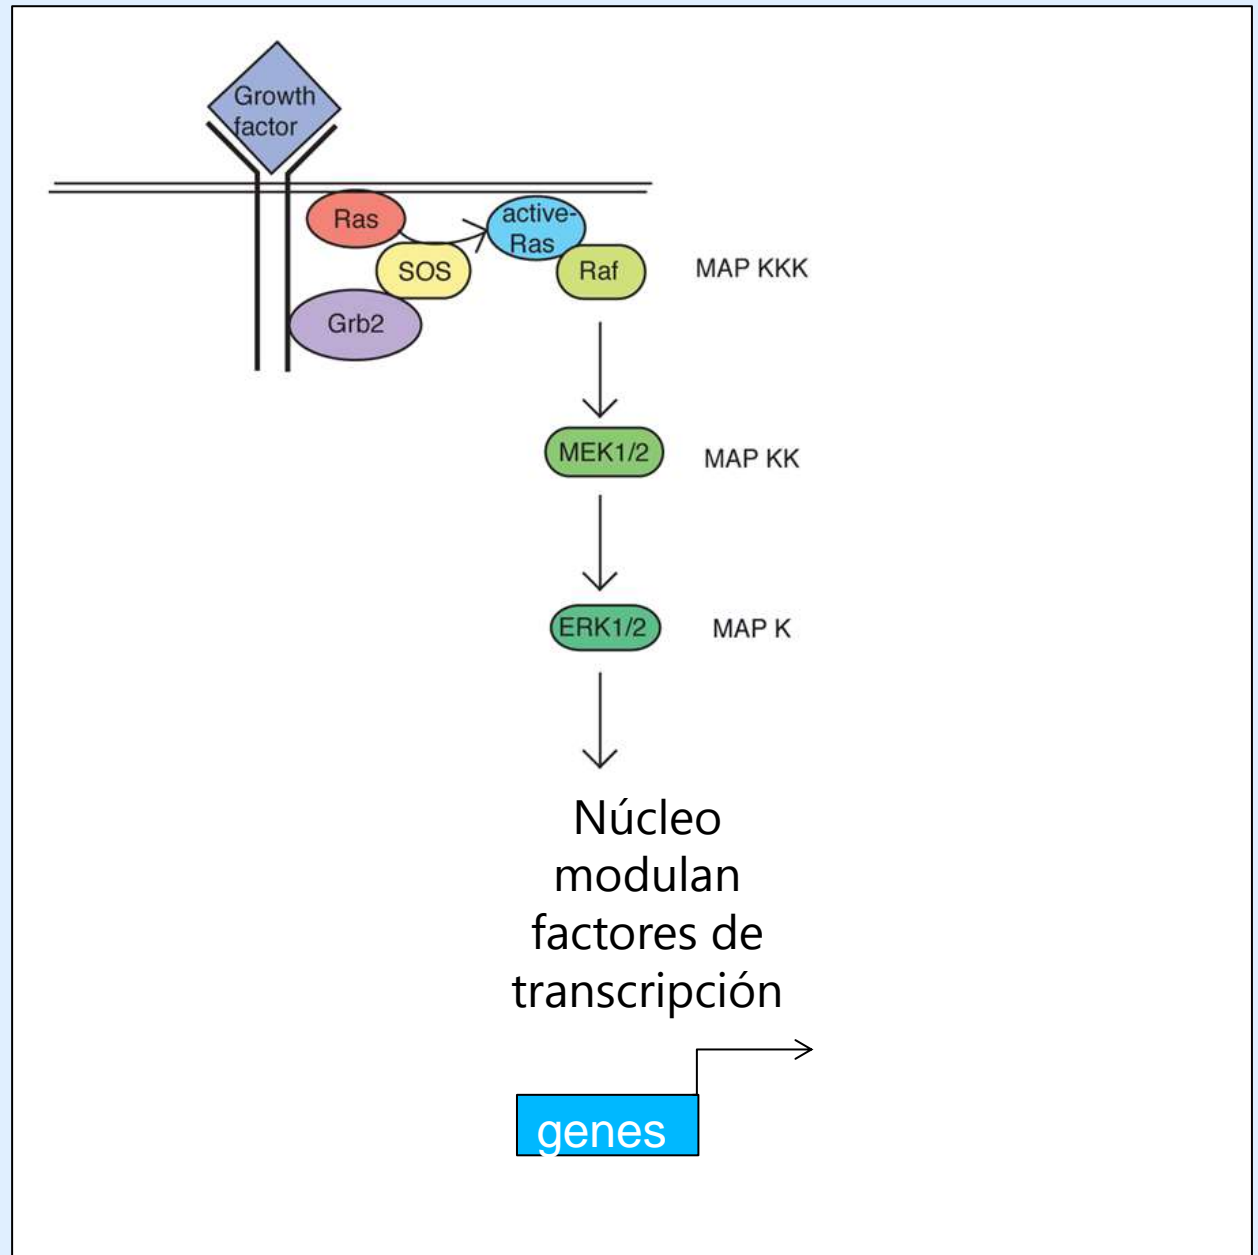 Growth
factor
Ras
active-
Ras
SOS
Raf
MAP KKK
Grb2
MEK1/2
MAP KK
ERK1/2
MAP K
Núcleo
modulan
factores de
transcripción
genes